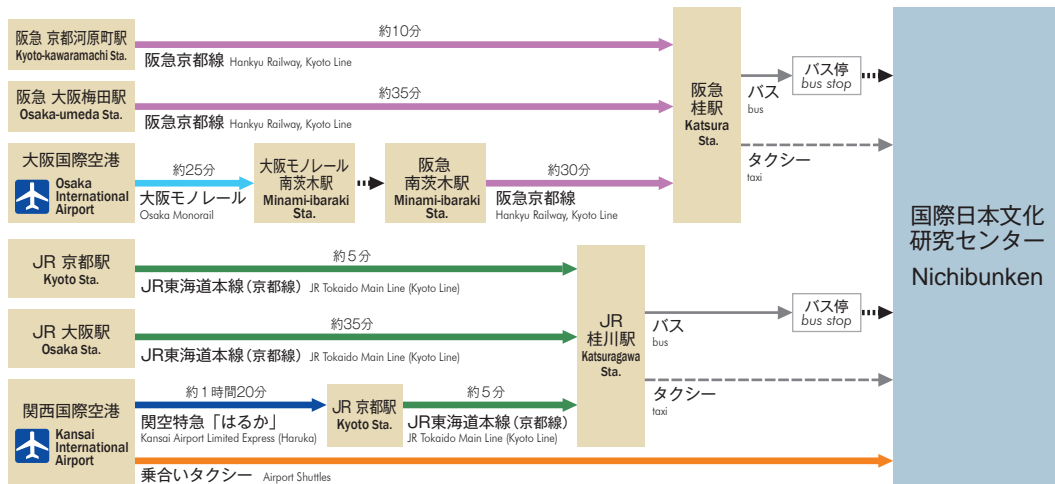 阪急 京都河原町駅
Kyoto-kawaramachi Sta.
約10分
阪急京都線 Hankyu Railway, Kyoto Line
阪急 大阪梅田駅
Osaka-umeda Sta.
約35分
阪急京都線 Hankyu Railway, Kyoto Line
大阪国際空港
Osaka
International
Airport
約25分
大阪モノレール
Osaka Monorail
大阪モノレール
南茨木駅
Minami-ibaraki
Sta.
阪急
南茨木駅
Minami-ibaraki
Sta.
約30分
阪急京都線
Hankyu Railway, Kyoto Line
阪急
桂駅
Katsura
Sta.
バス
bus
バス停
bus stop
タクシー
taxi
JR 京都駅
Kyoto Sta.
約5分
JR東海道本線(京都線) JR Tokaido Main Line (Kyoto Line)
JR 大阪駅
Osaka Sta.
約35分
JR東海道本線(京都線) JR Tokaido Main Line (Kyoto Line)
関西国際空港
Kansai
International
Airport
約1時間20分
関空特急「はるか」
Kansai Airport Limited Express (Haruka)
JR 京都駅
Kyoto Sta.
約5分
JR東海道本線(京都線)
JR Tokaido Main Line (Kyoto Line)
JR
桂川駅
Katsuragawa
Sta.
バス
bus
バス停
bus stop
タクシー
taxi
乗合いタクシー Airport Shuttles
国際日本文化
研究センター
Nichibunken